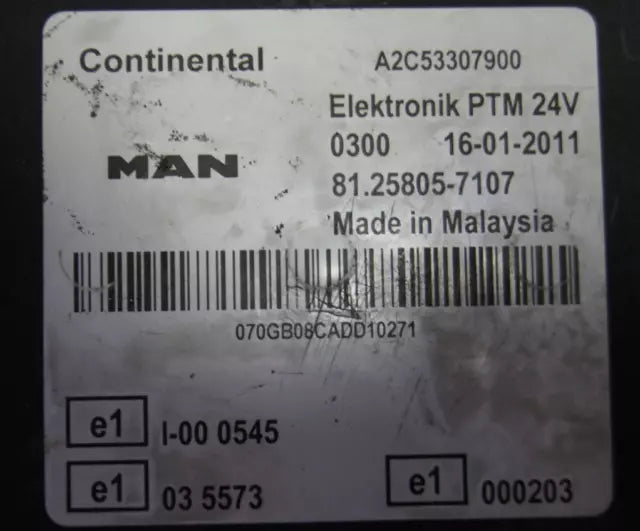 Continental A2C53307900
Elektronik PTM 24V
MAN 0300 16-01-2011
81.25805-7107
Made in Malaysia
070GB08CADD10271
e1 I-00 0545
e1 03 5573 e1 000203